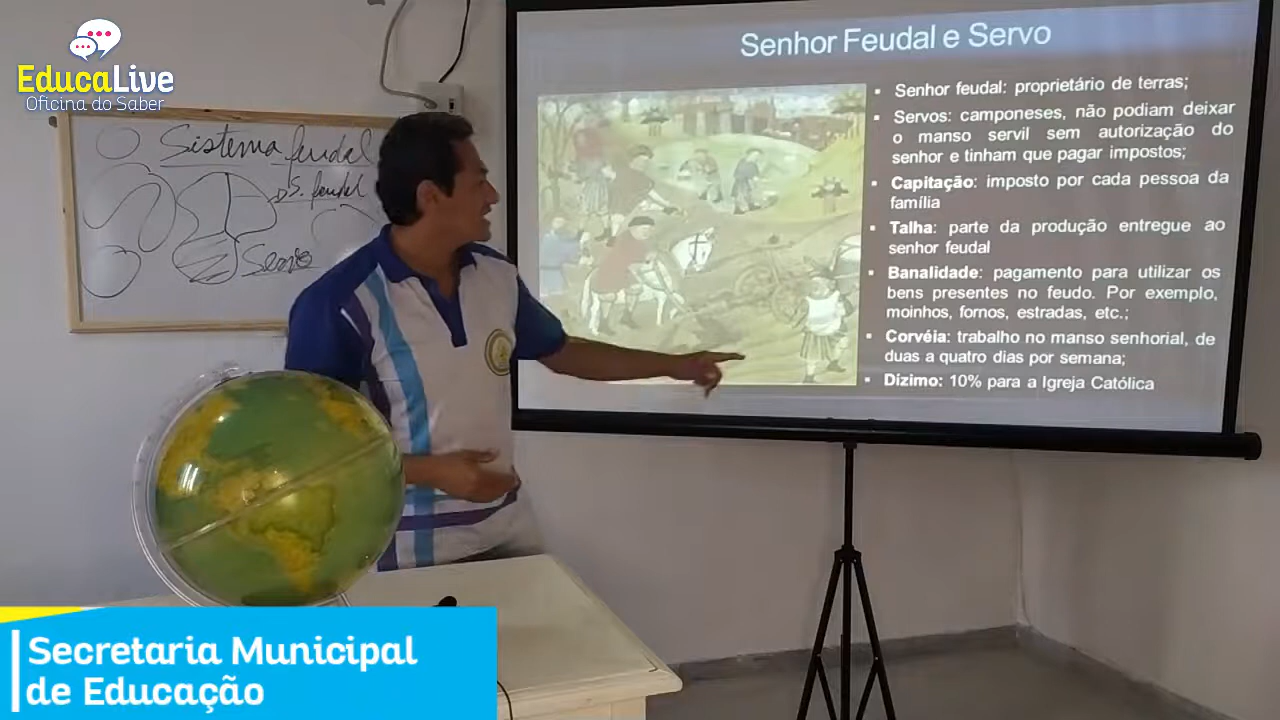 EducaLive
Oficina do Saber
Sistema feudal
S. feudal
Servo
Senhor Feudal e Servo
▪ Senhor feudal: proprietário de terras;
▪ Servos: camponeses, não podiam deixar
o manso servil sem autorização do
senhor e tinham que pagar impostos;
▪ Capitação: imposto por cada pessoa da
família
▪ Talha: parte da produção entregue ao
senhor feudal
▪ Banalidade: pagamento para utilizar os
bens presentes no feudo. Por exemplo,
moinhos, fornos, estradas, etc.;
▪ Corvéia: trabalho no manso senhorial, de
duas a quatro dias por semana;
▪ Dízimo: 10% para a Igreja Católica
Secretaria Municipal
de Educação